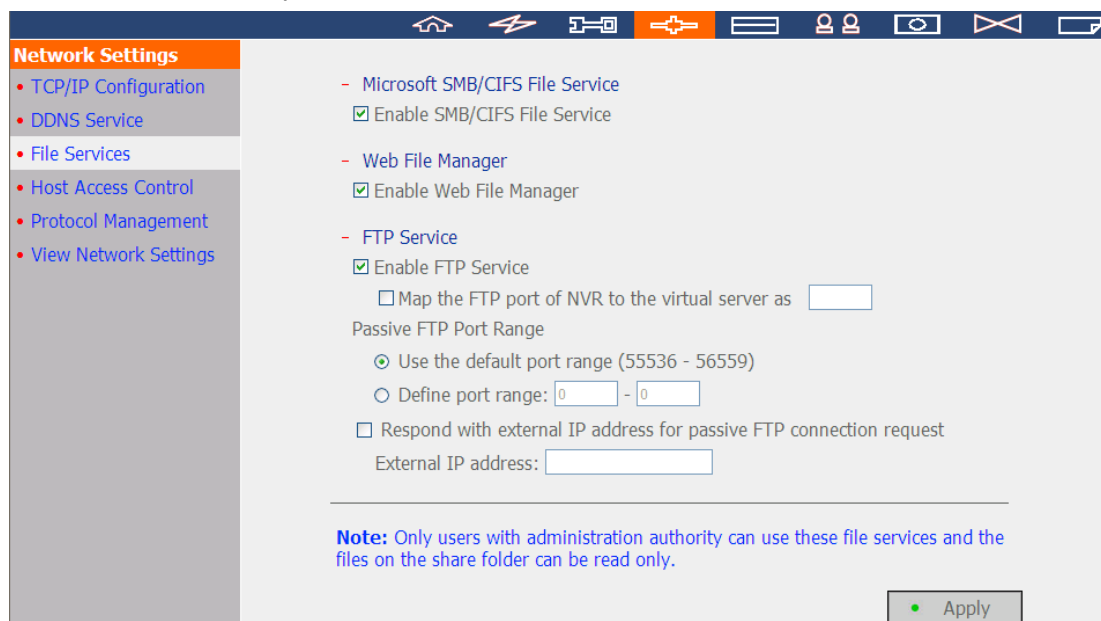 Network Settings
TCP/IP Configuration
DDNS Service
File Services
Host Access Control
Protocol Management
View Network Settings
- Microsoft SMB/CIFS File Service
Enable SMB/CIFS File Service
- Web File Manager
Enable Web File Manager
- FTP Service
Enable FTP Service
Map the FTP port of NVR to the virtual server as
Passive FTP Port Range
Use the default port range (55536 - 56559)
Define port range: 0 - 0
Respond with external IP address for passive FTP connection request
External IP address:
Note: Only users with administration authority can use these file services and the
files on the share folder can be read only.
Apply